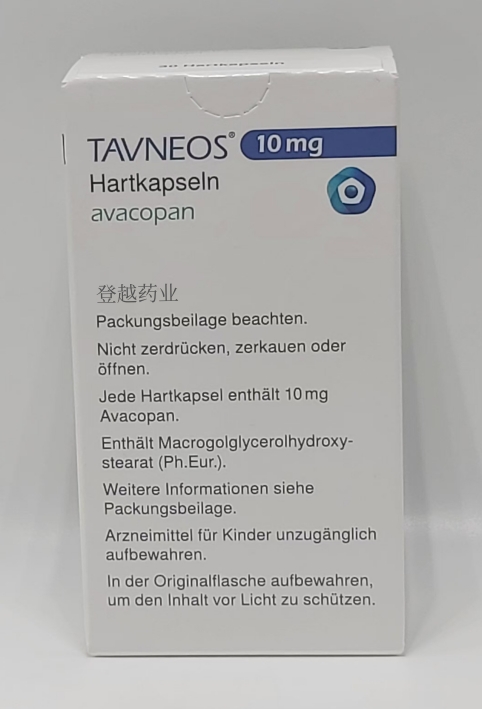 30 Hartkapseln
TAVNEOS® 10 mg
Hartkapseln
avacopan
登越药业
Packungsbeilage beachten.
Nicht zerdrücken, zerkauen oder
öffnen.
Jede Hartkapsel enthält 10 mg
Avacopan.
Enthält Macrogolglycerolhydroxy-
stearat (Ph.Eur.).
Weitere Informationen siehe
Packungsbeilage.
Arzneimittel für Kinder unzugänglich
aufbewahren.
In der Originalflasche aufbewahren,
um den Inhalt vor Licht zu schützen.